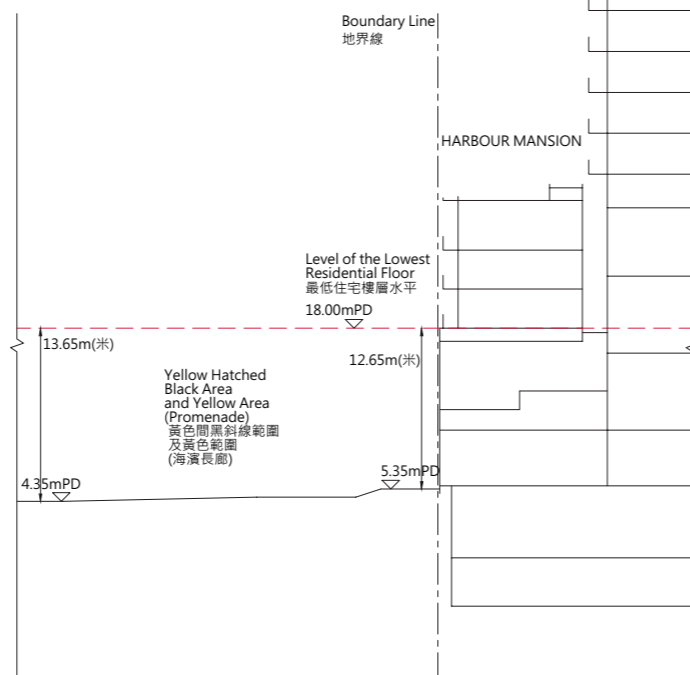 Boundary Line
地界線
HARBOUR MANSION
Level of the Lowest
Residential Floor
最低住宅樓層水平
18.00mPD
13.65m(米)
12.65m(米)
Yellow Hatched
Black Area
and Yellow Area
(Promenade)
黃色間黑斜線範圍
及黃色範圍
(海濱長廊)
4.35mPD
5.35mPD